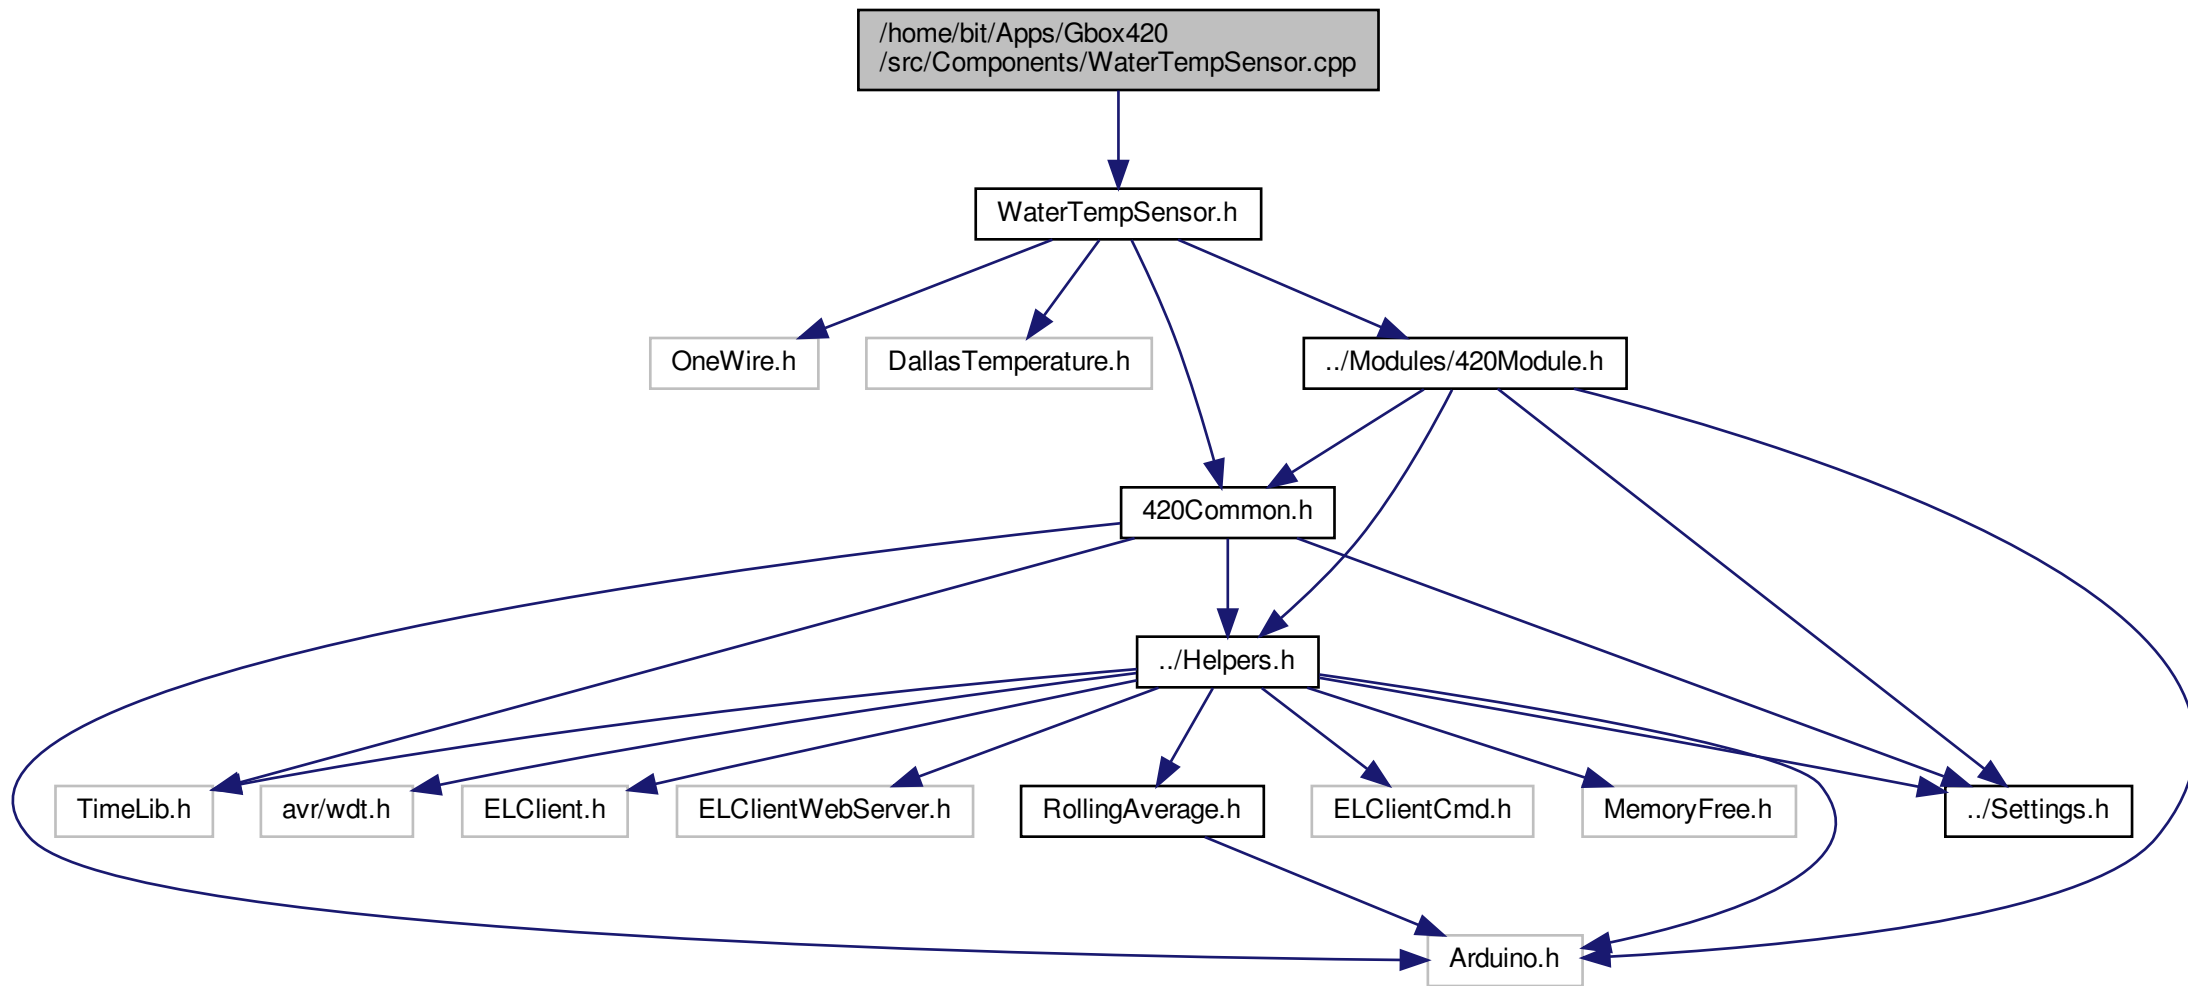 /home/bit/Apps/Gbox420
/src/Components/WaterTempSensor.cpp
WaterTempSensor.h
OneWire.h
DallasTemperature.h
../Modules/420Module.h
420Common.h
../Helpers.h
TimeLib.h
avr/wdt.h
ELClient.h
ELClientWebServer.h
RollingAverage.h
ELClientCmd.h
MemoryFree.h
../Settings.h
Arduino.h